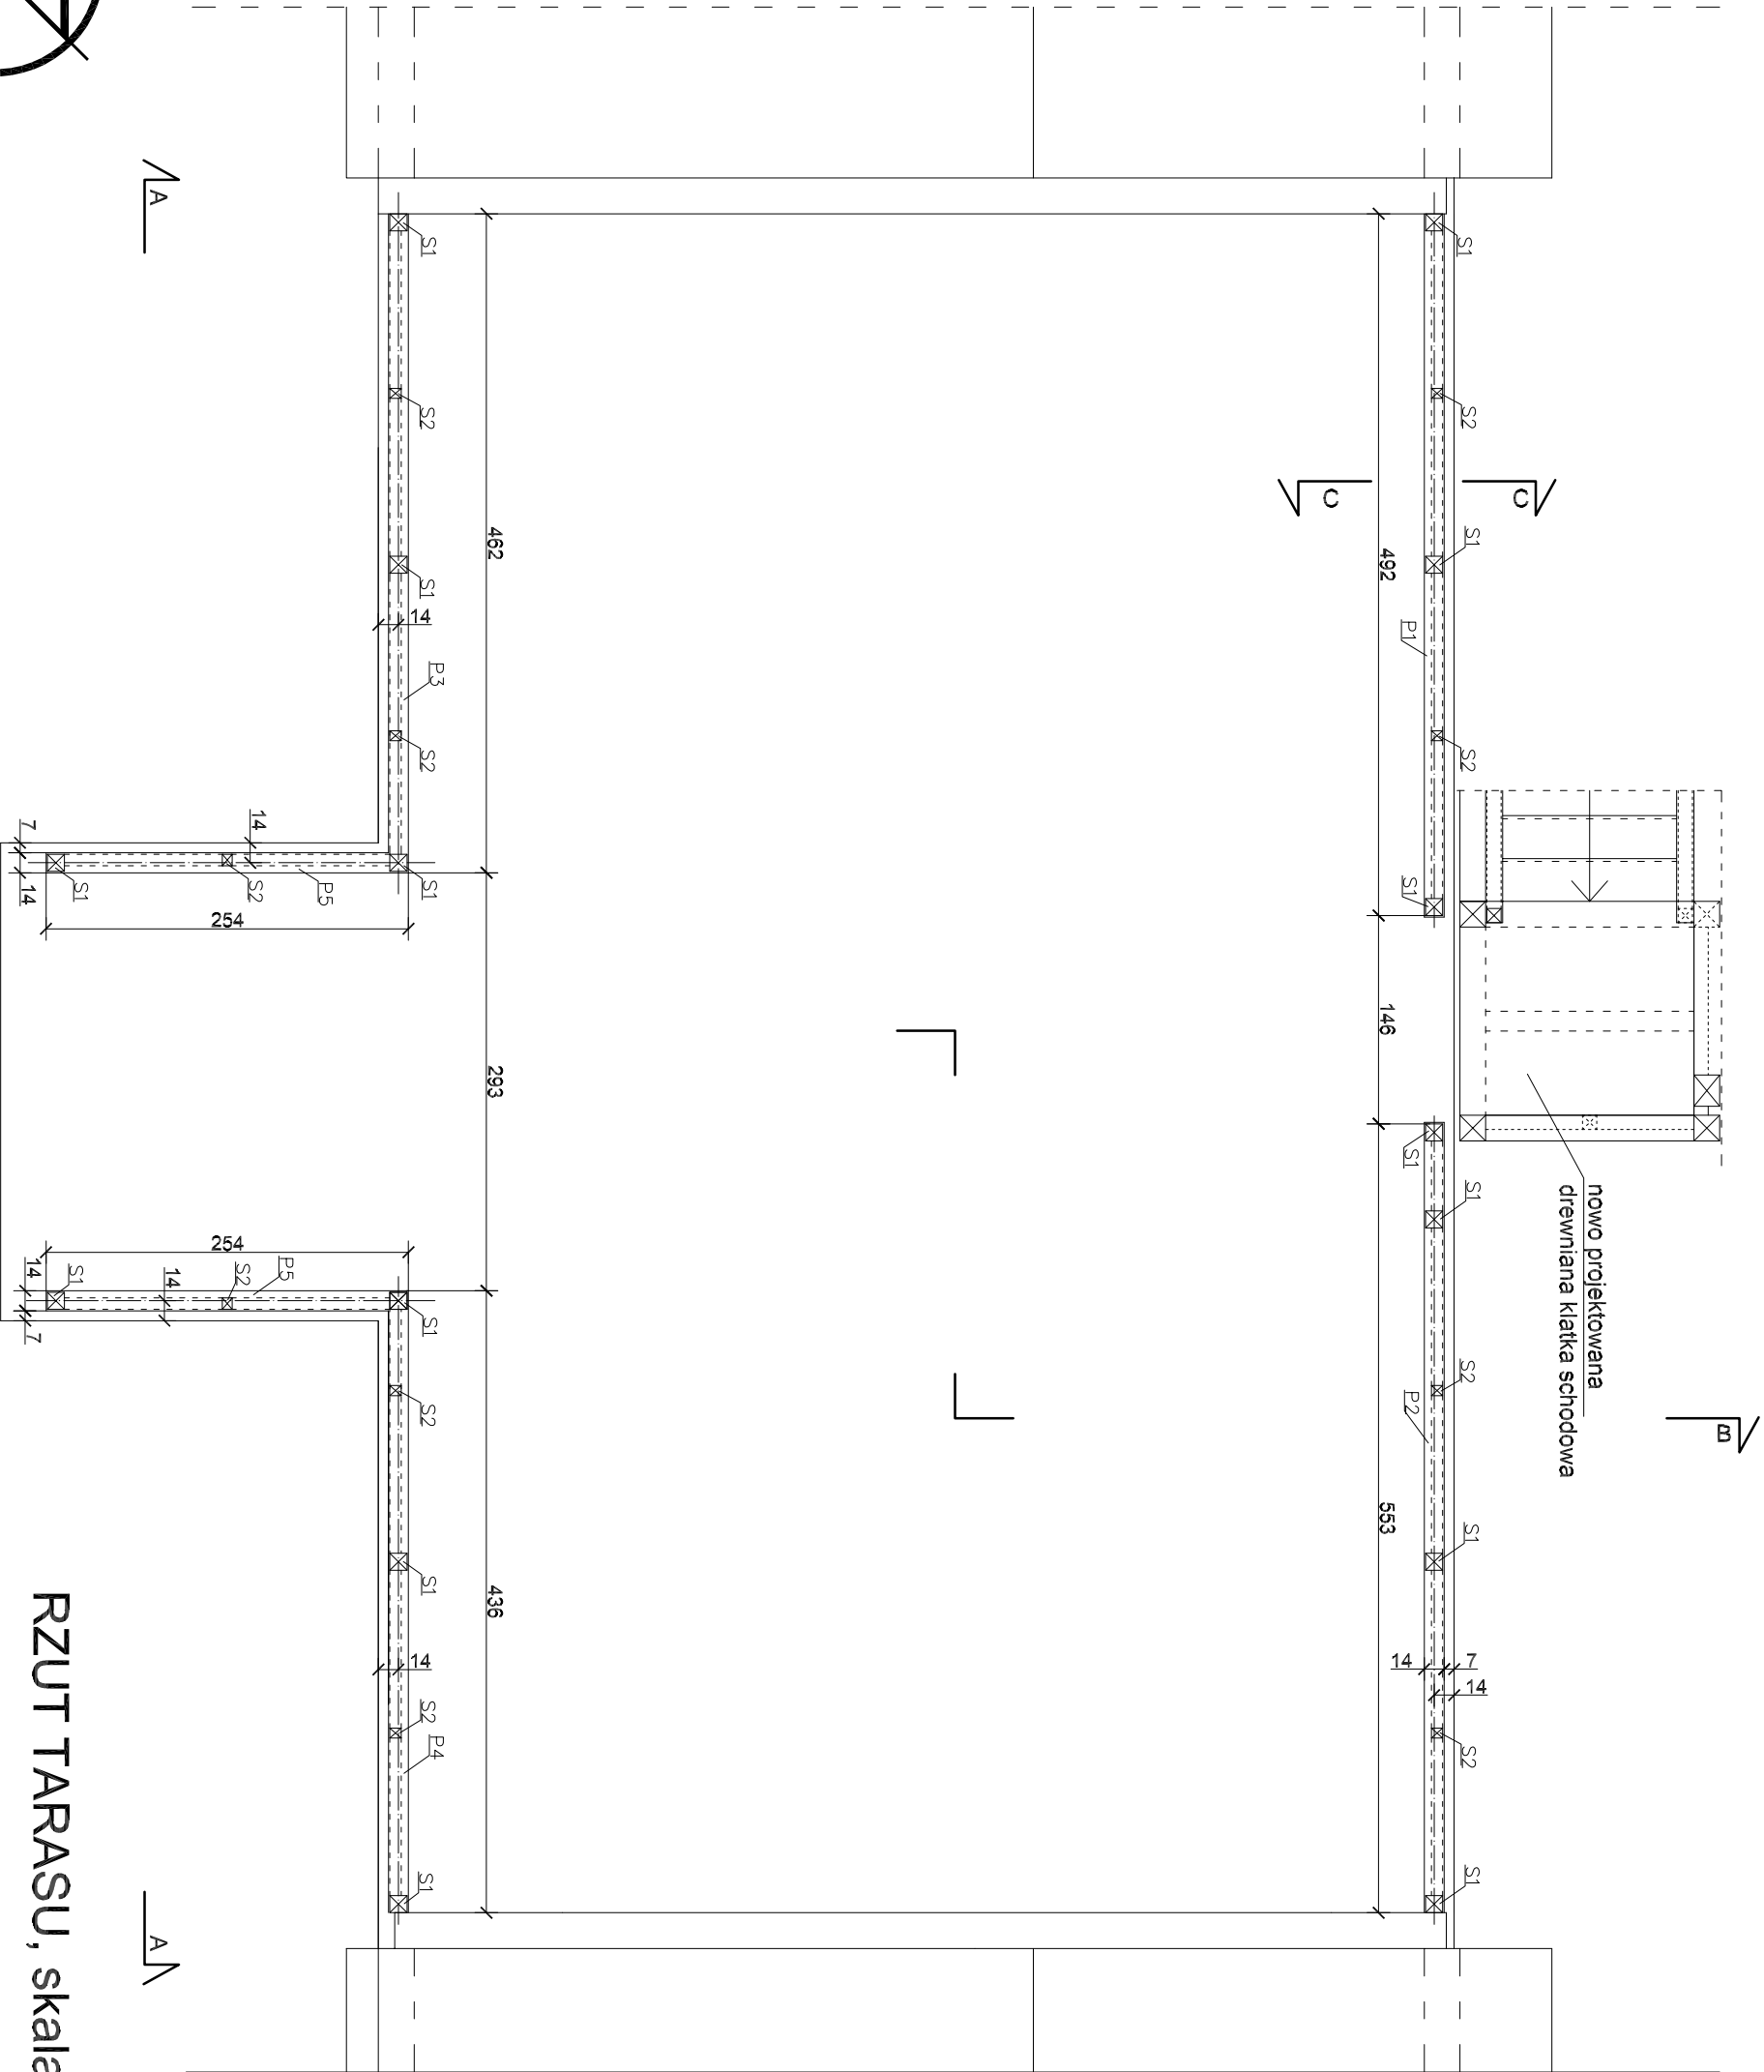 A
S1
S2
S1
14
P3
S2
S1
462
S1
S2
C
C
S1
P1
492
S2
S1
7
14
14
S1
S2
P5
254
293
146
nowo projektowana
drewniana klatka schodowa
B
254
14
7
14
S1
S2
P5
S1
S2
S1
14
S2
P4
S1
436
S1
S1
S2
P2
553
S1
14
7
14
S2
S1
A
RZUT TARASU, skala